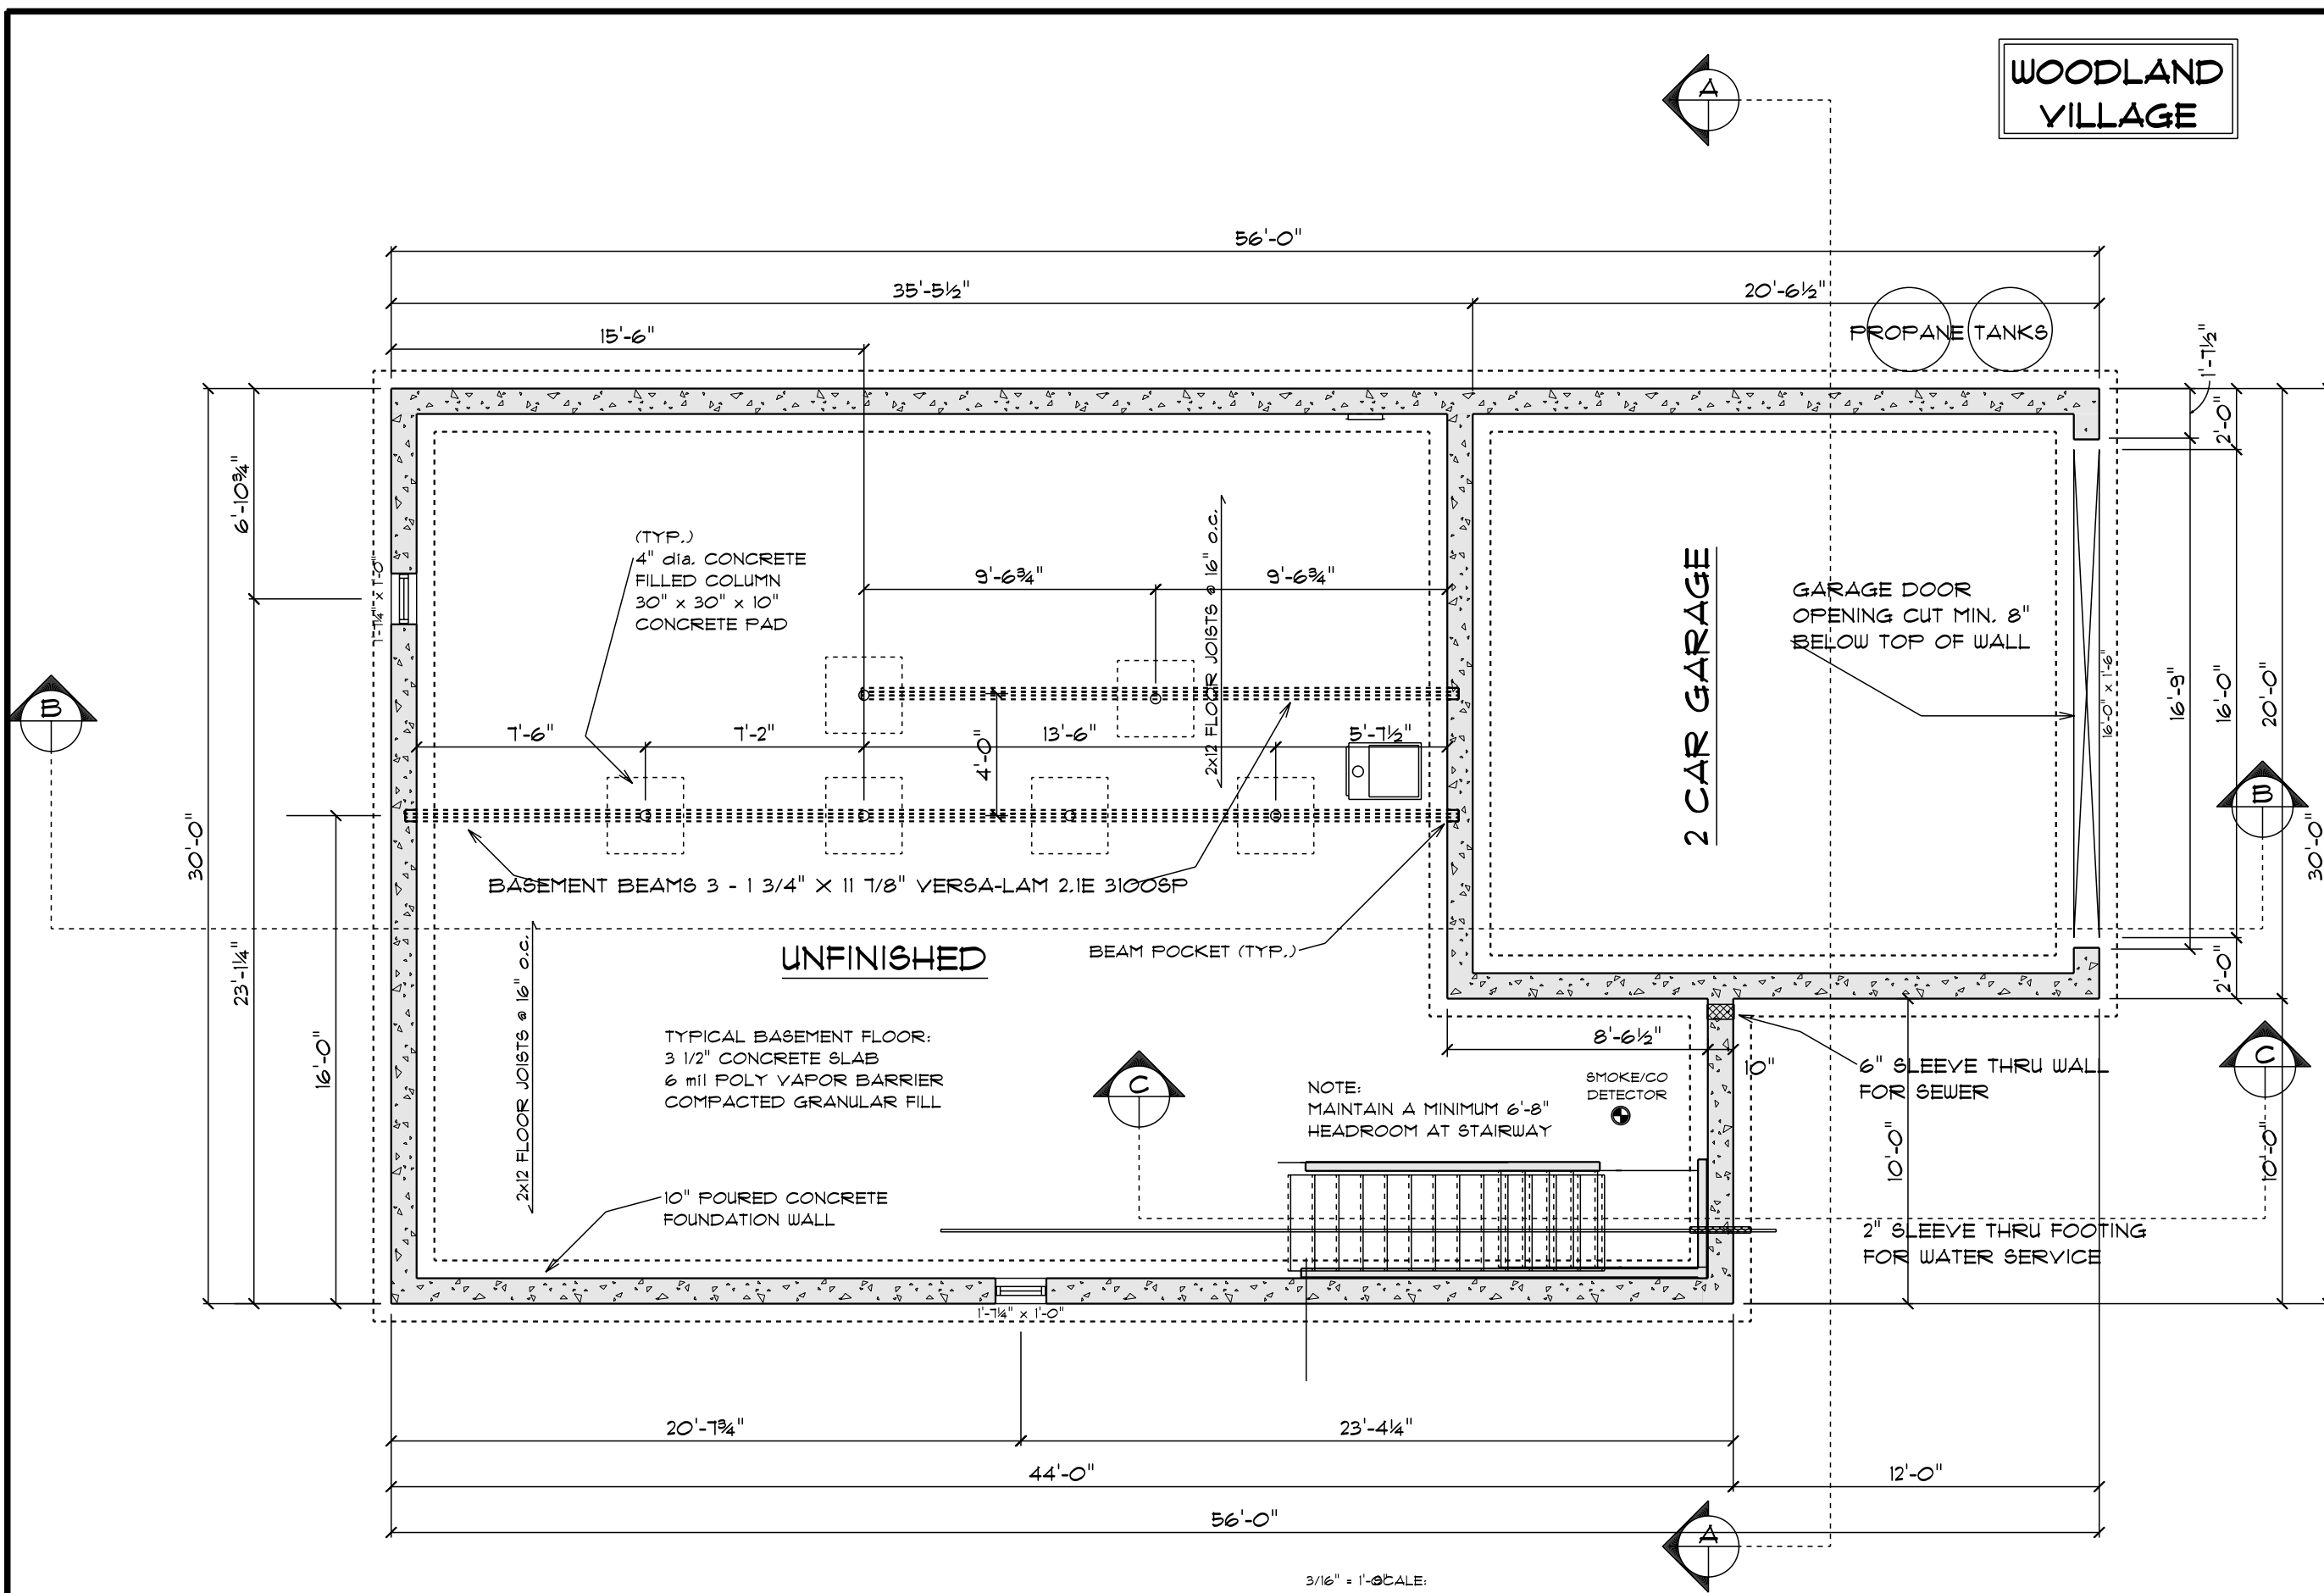 WOODLAND
VILLAGE
A
56'-0"
35'-5½"
20'-6½"
15'-6"
PROPANE TANKS
1'-7½"
2'-0"
6'-10¾"
(TYP.)
4" dia. CONCRETE
FILLED COLUMN
30" x 30" x 10"
CONCRETE PAD
9'-6¾"
9'-6¾"
2x12 FLOOR JOISTS @ 16" o.c.
2 CAR GARAGE
GARAGE DOOR
OPENING CUT MIN. 8"
BELOW TOP OF WALL
1'-7¼" x 1'-0"
16'-0" x 1'-6"
16'-9"
16'-0"
20'-0"
B
7'-6"
7'-2"
4'-0"
13'-6"
5'-7½"
B
30'-0"
30'-0"
BASEMENT BEAMS 3 - 1 3/4" X 11 7/8" VERSA-LAM 2.1E 3100SP
UNFINISHED
BEAM POCKET (TYP.)
23'-1¼"
2'-0"
2x12 FLOOR JOISTS @ 16" o.c.
16'-0"
TYPICAL BASEMENT FLOOR:
3 1/2" CONCRETE SLAB
6 mil POLY VAPOR BARRIER
COMPACTED GRANULAR FILL
8'-6½"
10"
6" SLEEVE THRU WALL
FOR SEWER
C
C
NOTE:
MAINTAIN A MINIMUM 6'-8"
HEADROOM AT STAIRWAY
SMOKE/CO
DETECTOR
10'-0"
10'-0"
10" POURED CONCRETE
FOUNDATION WALL
2" SLEEVE THRU FOOTING
FOR WATER SERVICE
1'-7¼" x 1'-0"
20'-7¾"
23'-4¼"
44'-0"
12'-0"
56'-0"
A
3/16" = 1'-0"
SCALE: